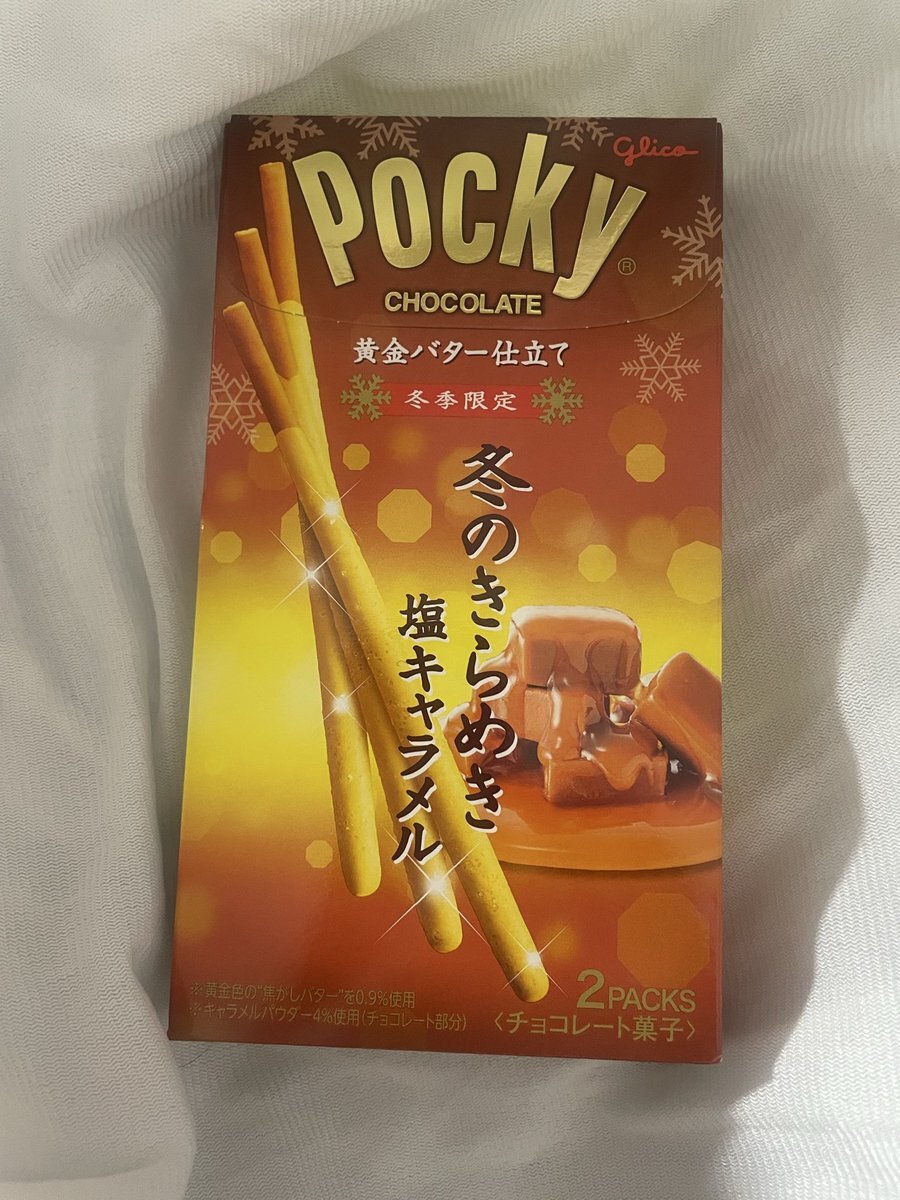 Glico
Pocky®
CHOCOLATE
黄金バター仕立て
冬季限定
冬のきらめき
塩キャラメル
※黄金色の"焦がしバター"を0.9%使用
※キャラメルパウダー4%使用(チョコレート部分)
2PACKS
〈チョコレート菓子〉